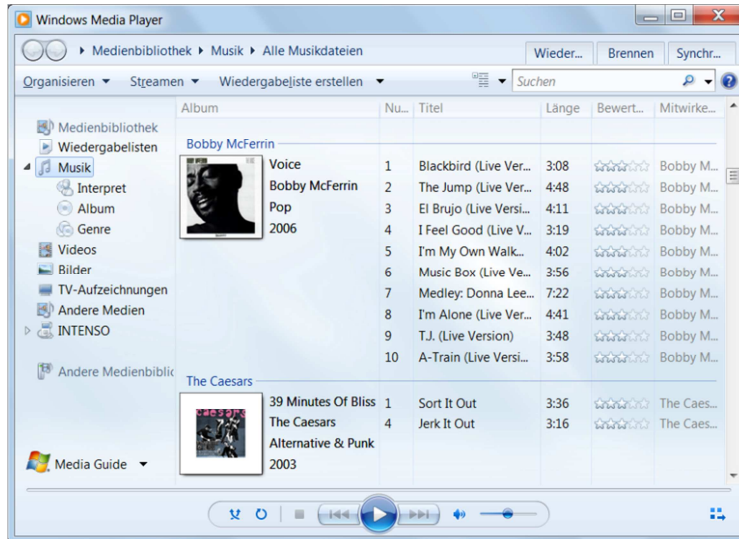 Windows Media Player
Medienbibliothek Musik Alle Musikdateien
Wieder... Brennen Synchr...
Organisieren Streamen Wiedergabeliste erstellen Suchen
Album Nu... Titel Länge Bewert... Mitwirke...
Medienbibliothek
Wiedergabelisten
Musik
Interpret
Album
Genre
Videos
Bilder
TV-Aufzeichnungen
Andere Medien
INTENSO
Andere Medienbiblic
Media Guide
Bobby McFerrin
Voice
Bobby McFerrin
Pop
2006
1 Blackbird (Live Ver... 3:08 Bobby M...
2 The Jump (Live Ver... 4:48 Bobby M...
3 El Brujo (Live Versi... 4:11 Bobby M...
4 I Feel Good (Live V... 3:19 Bobby M...
5 I'm My Own Walk... 4:02 Bobby M...
6 Music Box (Live Ve... 3:56 Bobby M...
7 Medley: Donna Lee... 7:22 Bobby M...
8 I'm Alone (Live Ver... 4:41 Bobby M...
9 T.J. (Live Version) 3:48 Bobby M...
10 A-Train (Live Versi... 3:58 Bobby M...
The Caesars
caesars
39 Minutes Of Bliss
The Caesars
Alternative & Punk
2003
1 Sort It Out 3:36 The Caes...
4 Jerk It Out 3:16 The Caes...